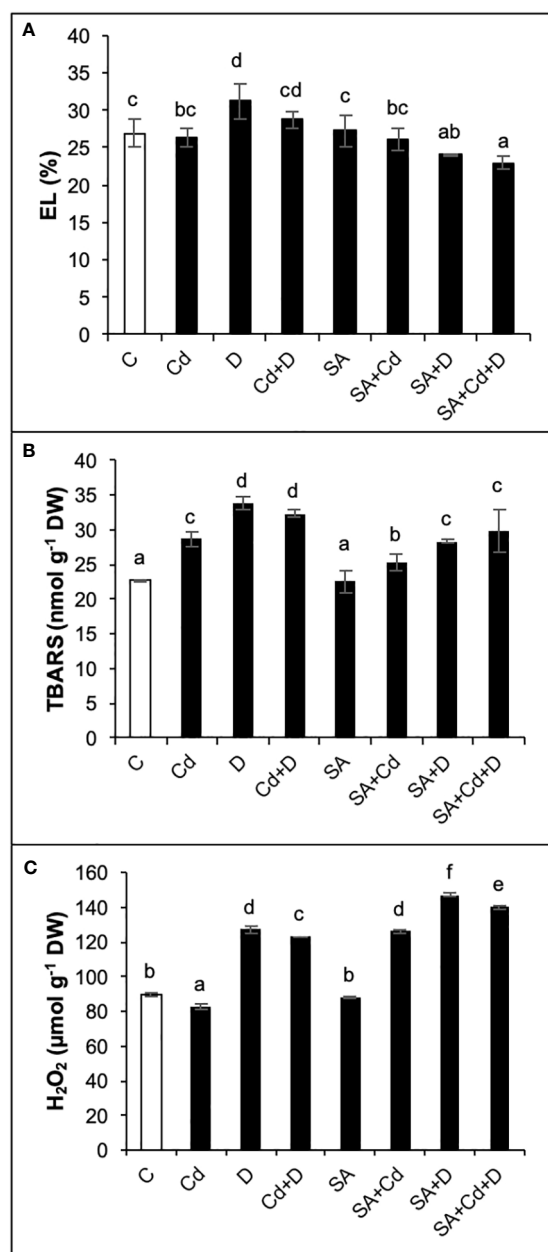 A
d
cd
c
c
bc
bc
ab
a
40
35
30
25
20
15
10
5
0
EL (%)
C
Cd
D
Cd+D
SA
SA+Cd
SA+D
SA+Cd+D
B
d
d
c
c
c
b
a
a
40
35
30
25
20
15
10
5
0
TBARS (nmol g⁻¹ DW)
C
Cd
D
Cd+D
SA
SA+Cd
SA+D
SA+Cd+D
C
f
e
d
d
c
b
b
a
160
140
120
100
80
60
40
20
0
H₂O₂ (µmol g⁻¹ DW)
C
Cd
D
Cd+D
SA
SA+Cd
SA+D
SA+Cd+D